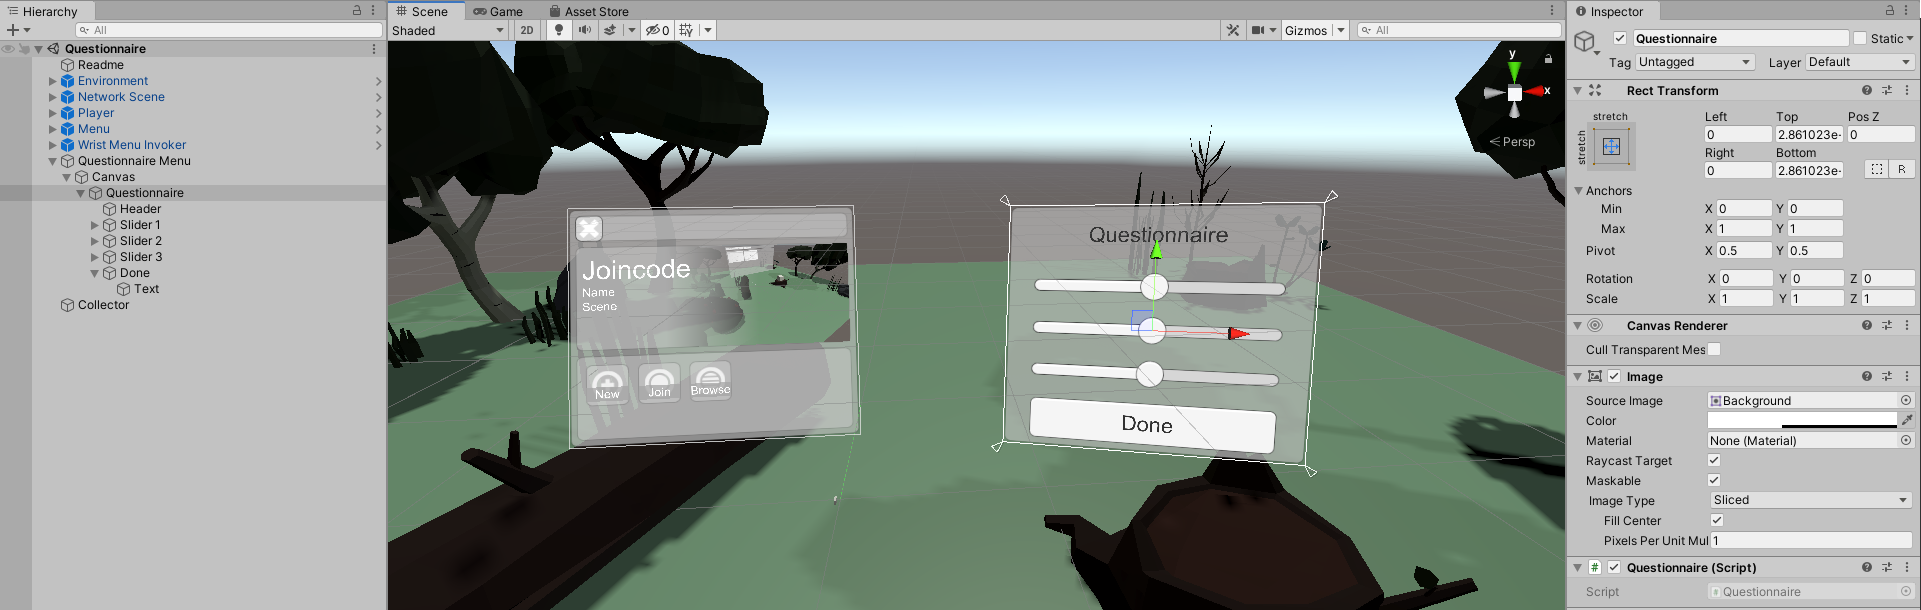 Hierarchy
All
Questionnaire
Readme
Environment
Network Scene
Player
Menu
Wrist Menu Invoker
Questionnaire Menu
Canvas
Questionnaire
Header
Slider 1
Slider 2
Slider 3
Done
Text
Collector
Scene
Game
Asset Store
Shaded
2D
0
Gizmos
All
y
x
Persp
Joincode
Name
Scene
New
Join
Browse
Questionnaire
Done
Inspector
Questionnaire
Static
Tag Untagged
Layer Default
Rect Transform
stretch
stretch
Left Top Pos Z
0 2.861023e- 0
Right Bottom
0 2.861023e-
R
Anchors
Min X 0 Y 0
Max X 1 Y 1
Pivot X 0.5 Y 0.5
Rotation X 0 Y 0 Z 0
Scale X 1 Y 1 Z 1
Canvas Renderer
Cull Transparent Mes
Image
Source Image Background
Color
Material None (Material)
Raycast Target
Maskable
Image Type Sliced
Fill Center
Pixels Per Unit Mul 1
# Questionnaire (Script)
Script # Questionnaire